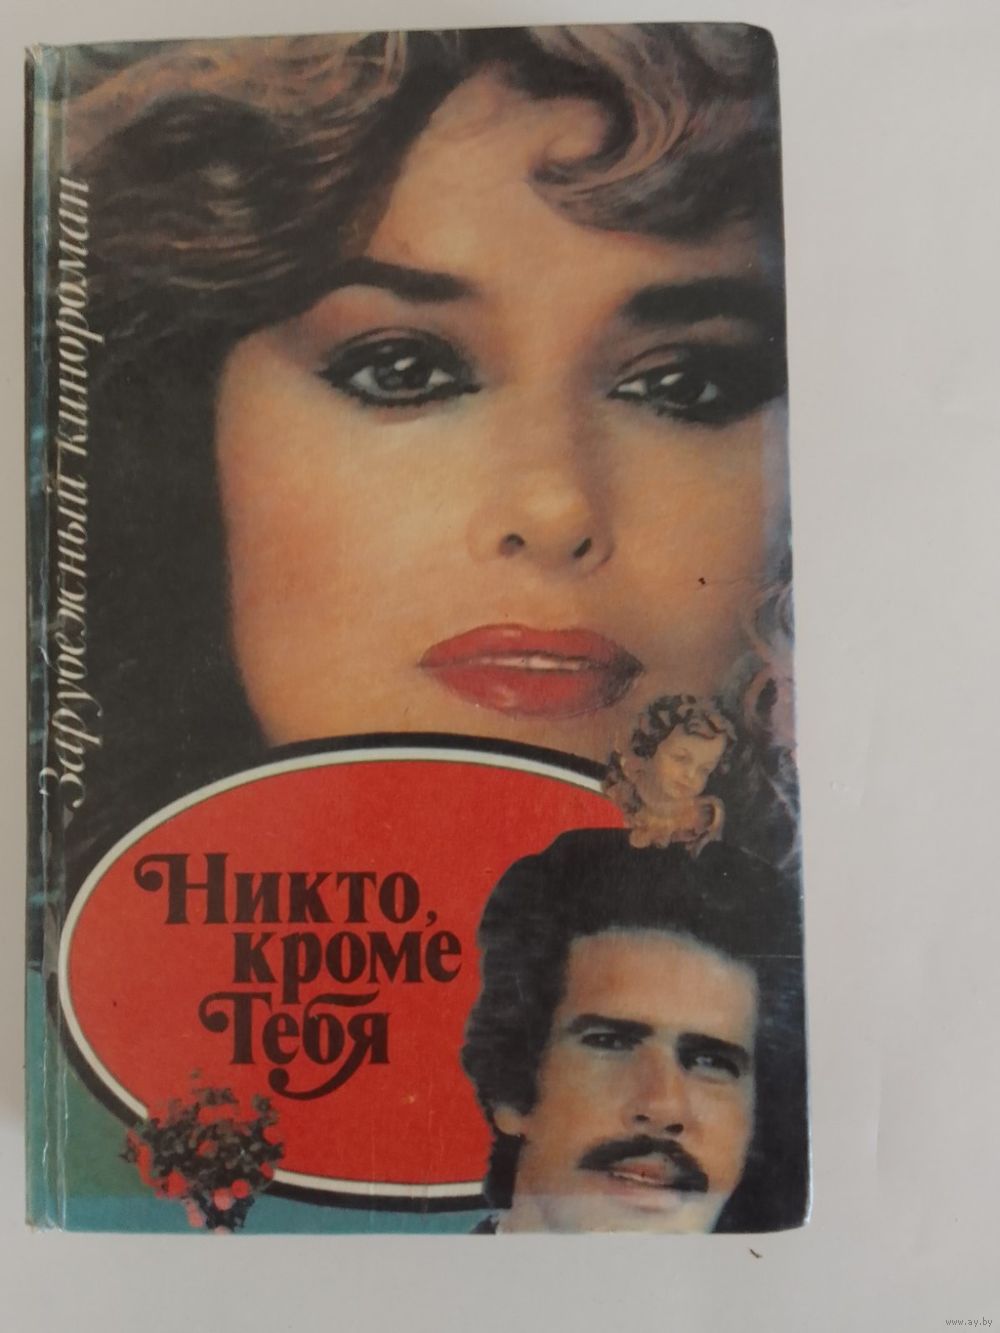 Зарубежный кинороман
Никто,
кроме
Тебя
www.ay.by